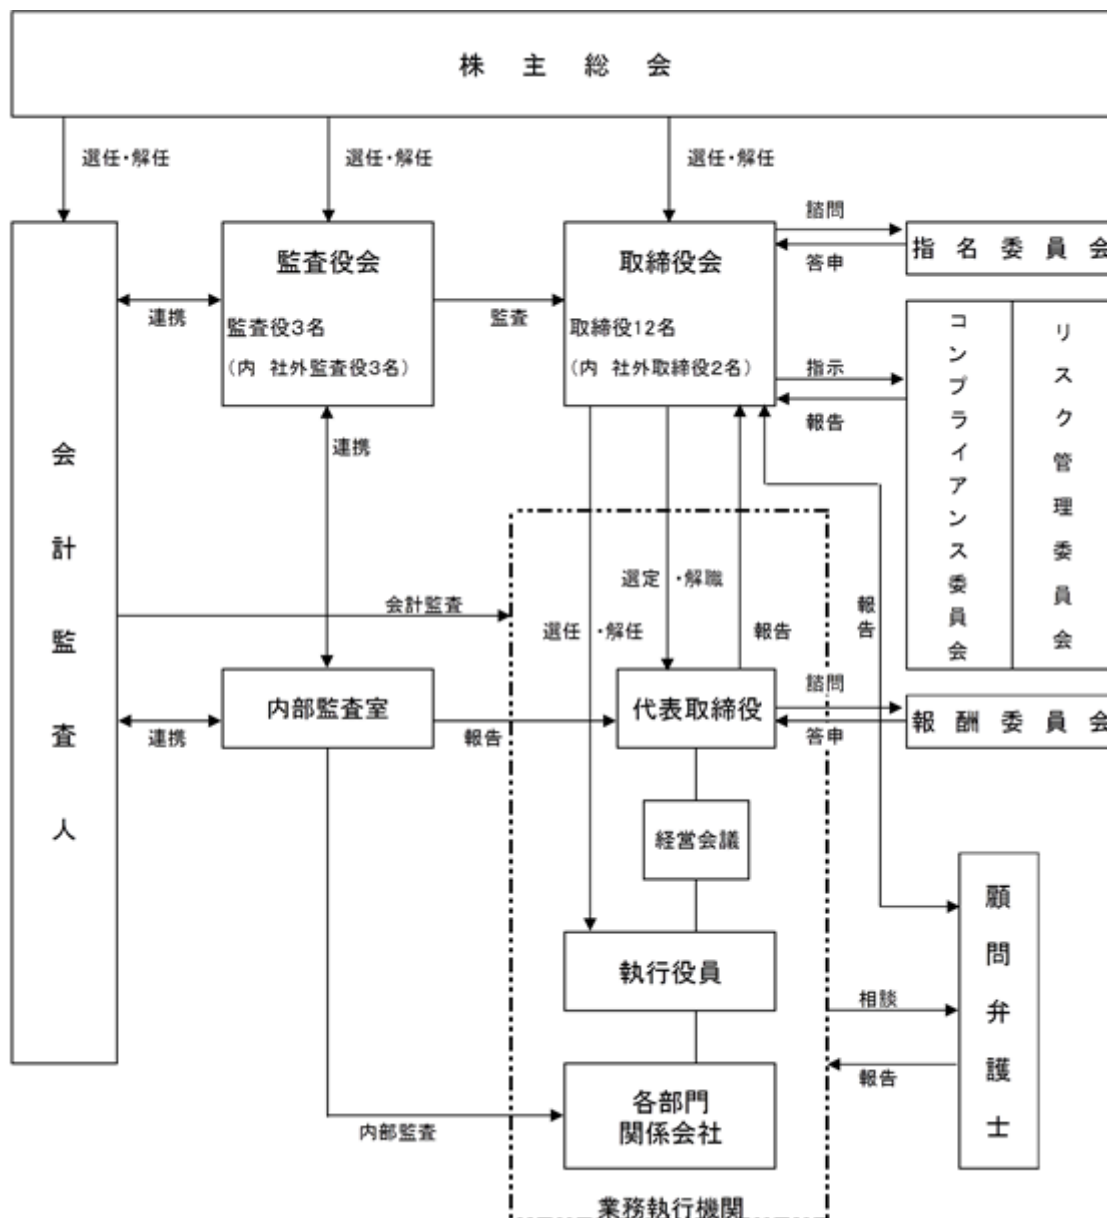 株主総会
選任・解任
選任・解任
選任・解任
諮問
指名委員会
答申
監査役会
取締役会
連携
監査役3名
監査
取締役12名
(内 社外監査役3名)
(内 社外取締役2名)
指示
報告
コンプライアンス委員会
リスク管理委員会
連携
会計監査人
選定・解職
会計監査
選任・解任
報告
報告
内部監査室
代表取締役
諮問
報酬委員会
連携
報告
答申
経営会議
顧問弁護士
執行役員
相談
報告
各部門
関係会社
内部監査
業務執行機関